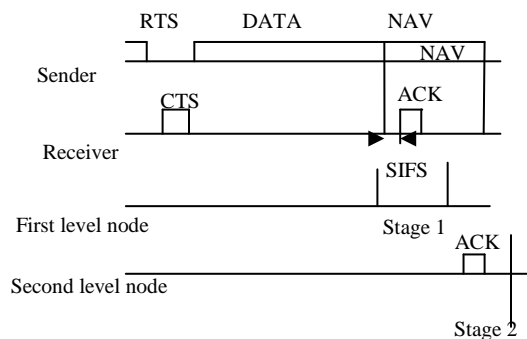 RTS DATA NAV
NAV
Sender
CTS ACK
Receiver
SIFS
First level node Stage 1
ACK
Second level node
Stage 2